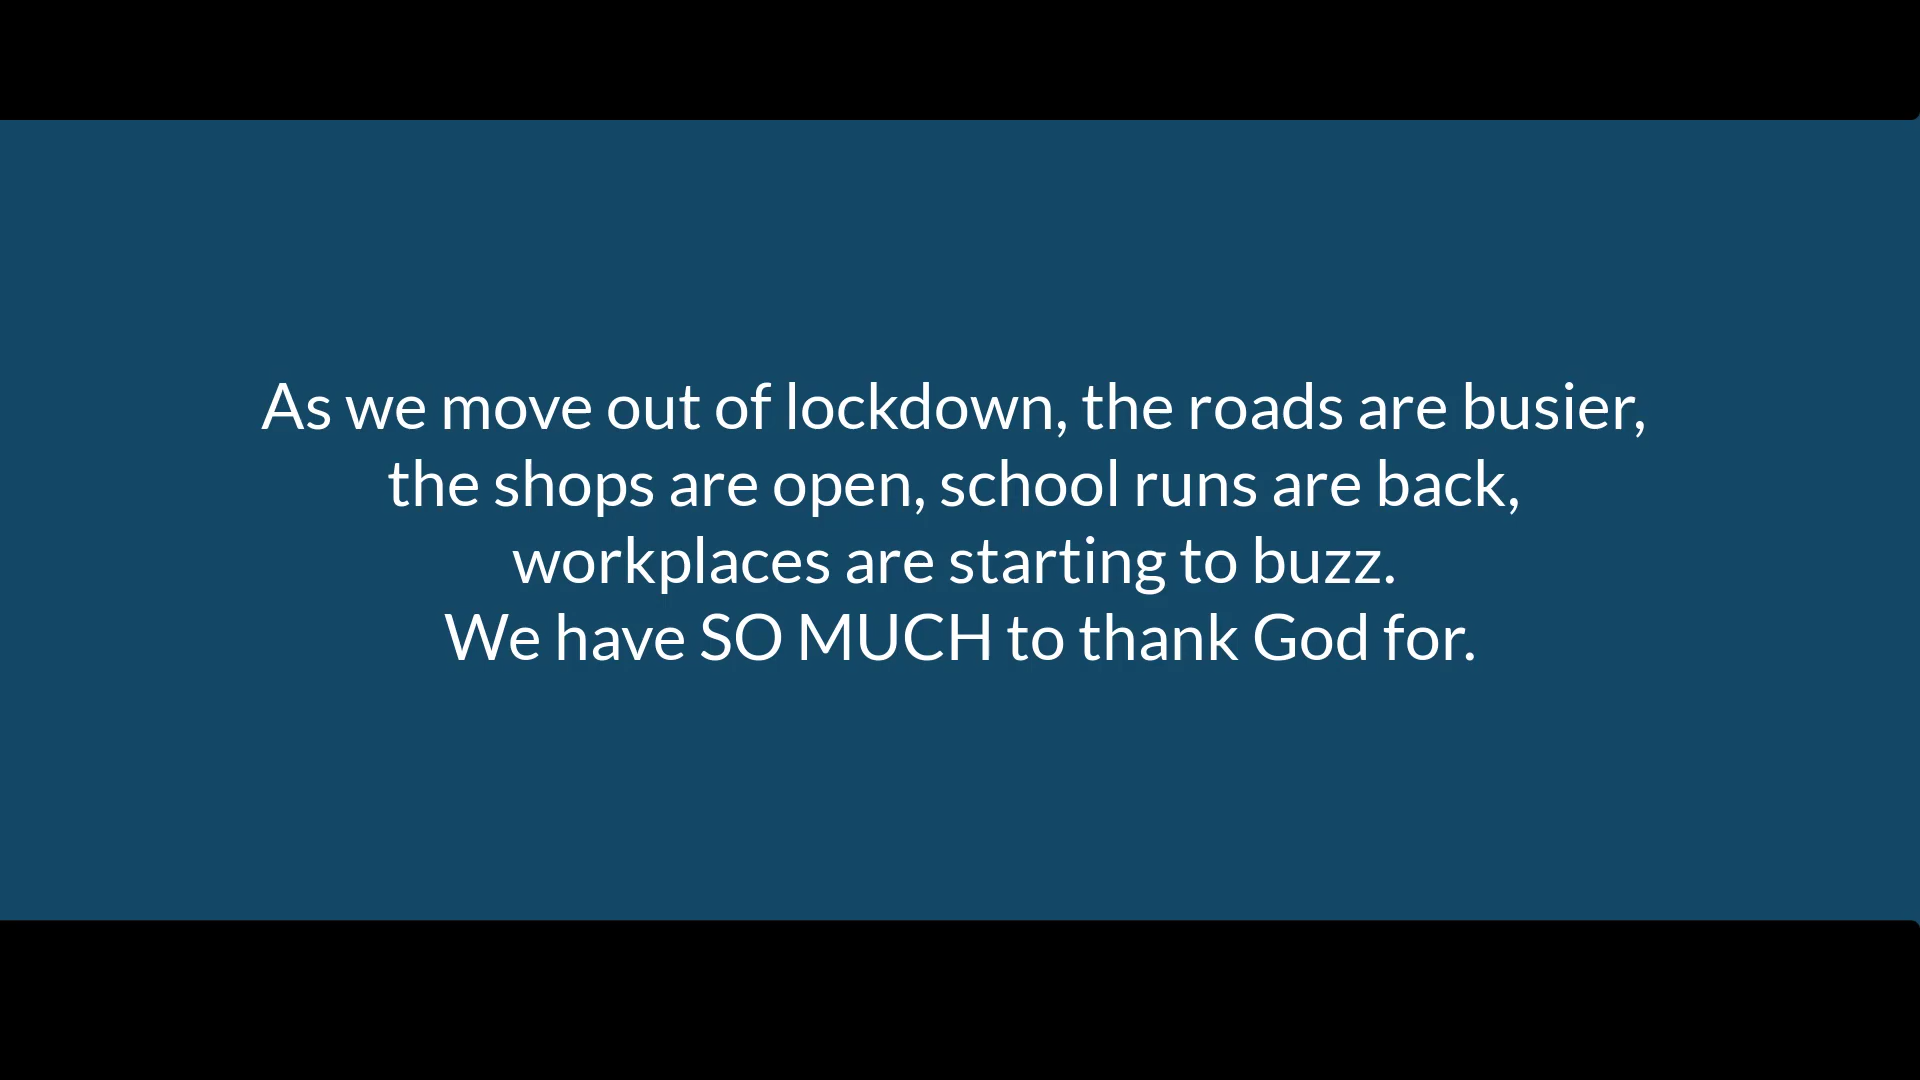 As we move out of lockdown, the roads are busier,
the shops are open, school runs are back,
workplaces are starting to buzz.
We have SO MUCH to thank God for.